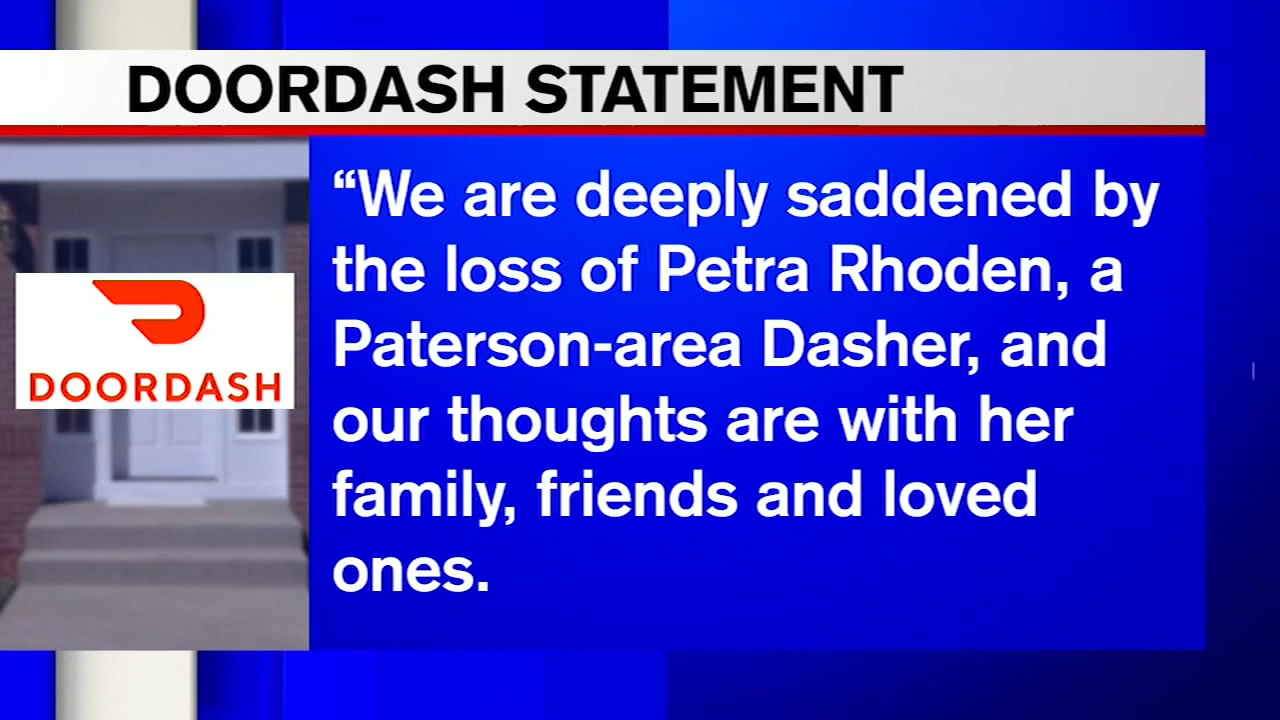 DOORDASH STATEMENT
“We are deeply saddened by
the loss of Petra Rhoden, a
Paterson-area Dasher, and
our thoughts are with her
family, friends and loved
ones.
DOORDASH